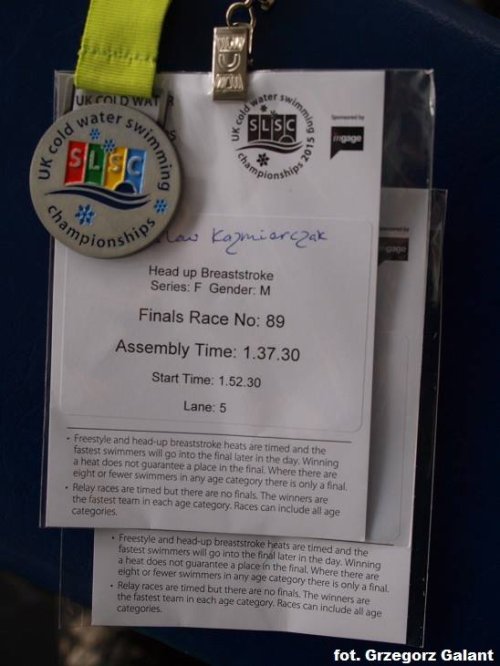 UK COLD WAT R
UK cold water swimming
SLSC
championships
UK cold water swimming
SLSC
championships 2015
Sponsored by
ingage
Kazmierczak
Head up Breaststroke
Series: F Gender: M
Finals Race No: 89
Assembly Time: 1.37.30
Start Time: 1.52.30
Lane: 5
• Freestyle and head-up breaststroke heats are timed and the
fastest swimmers will go into the final later in the day. Winning
a heat does not guarantee a place in the final. Where there are
eight or fewer swimmers in any age category there is only a final.
• Relay races are timed but there are no finals. The winners are
the fastest team in each age category. Races can include all age
categories.
sponsored by
ngage
• Freestyle and head-up breaststroke heats are timed and the
fastest swimmers will go into the final later in the day. Winning
a heat does not guarantee a place in the final. Where there are
eight or fewer swimmers in any age category there is only a final.
• Relay races are timed but there are no finals. The winners are
the fastest team in each age category. Races can include all age
categories.
fot. Grzegorz Galant